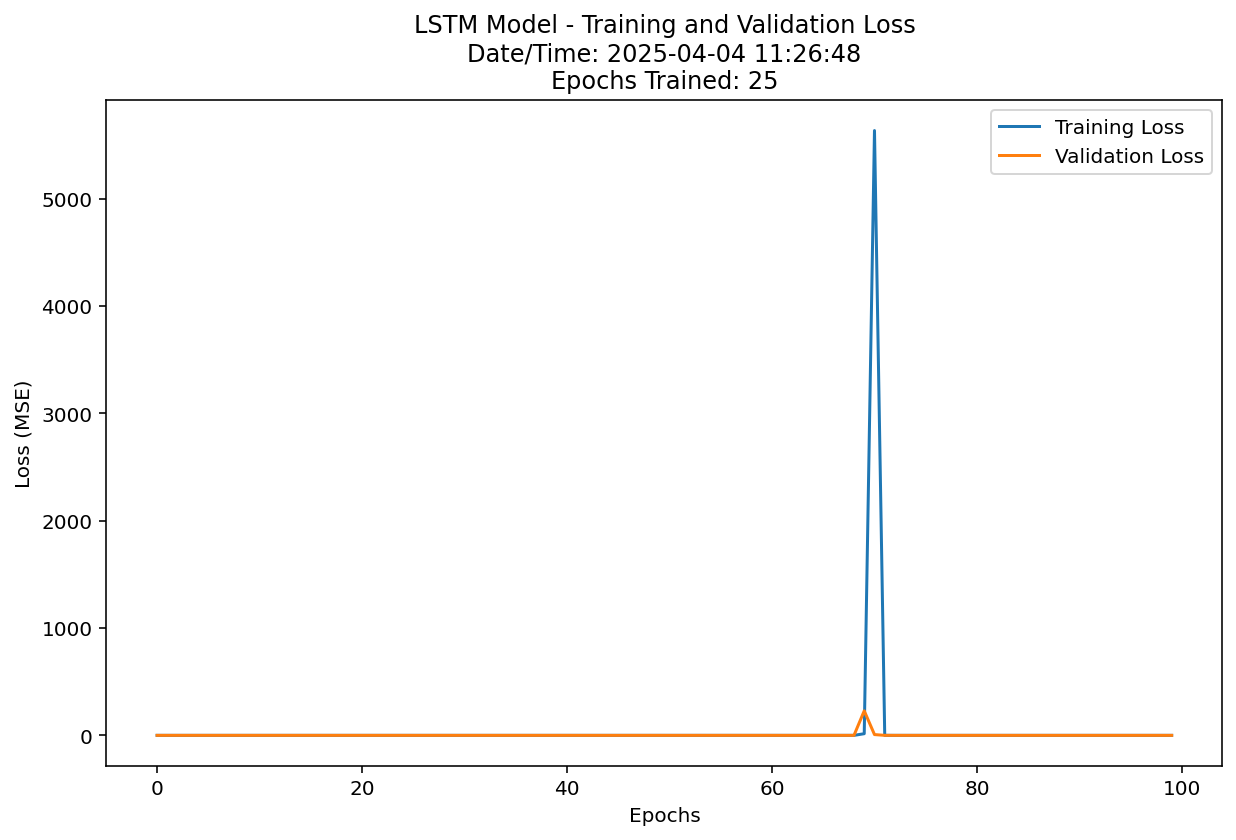 LSTM Model - Training and Validation Loss
Date/Time: 2025-04-04 11:26:48
Epochs Trained: 25
Training Loss
Validation Loss
5000
4000
3000
2000
1000
0
Loss (MSE)
0 20 40 60 80 100
Epochs